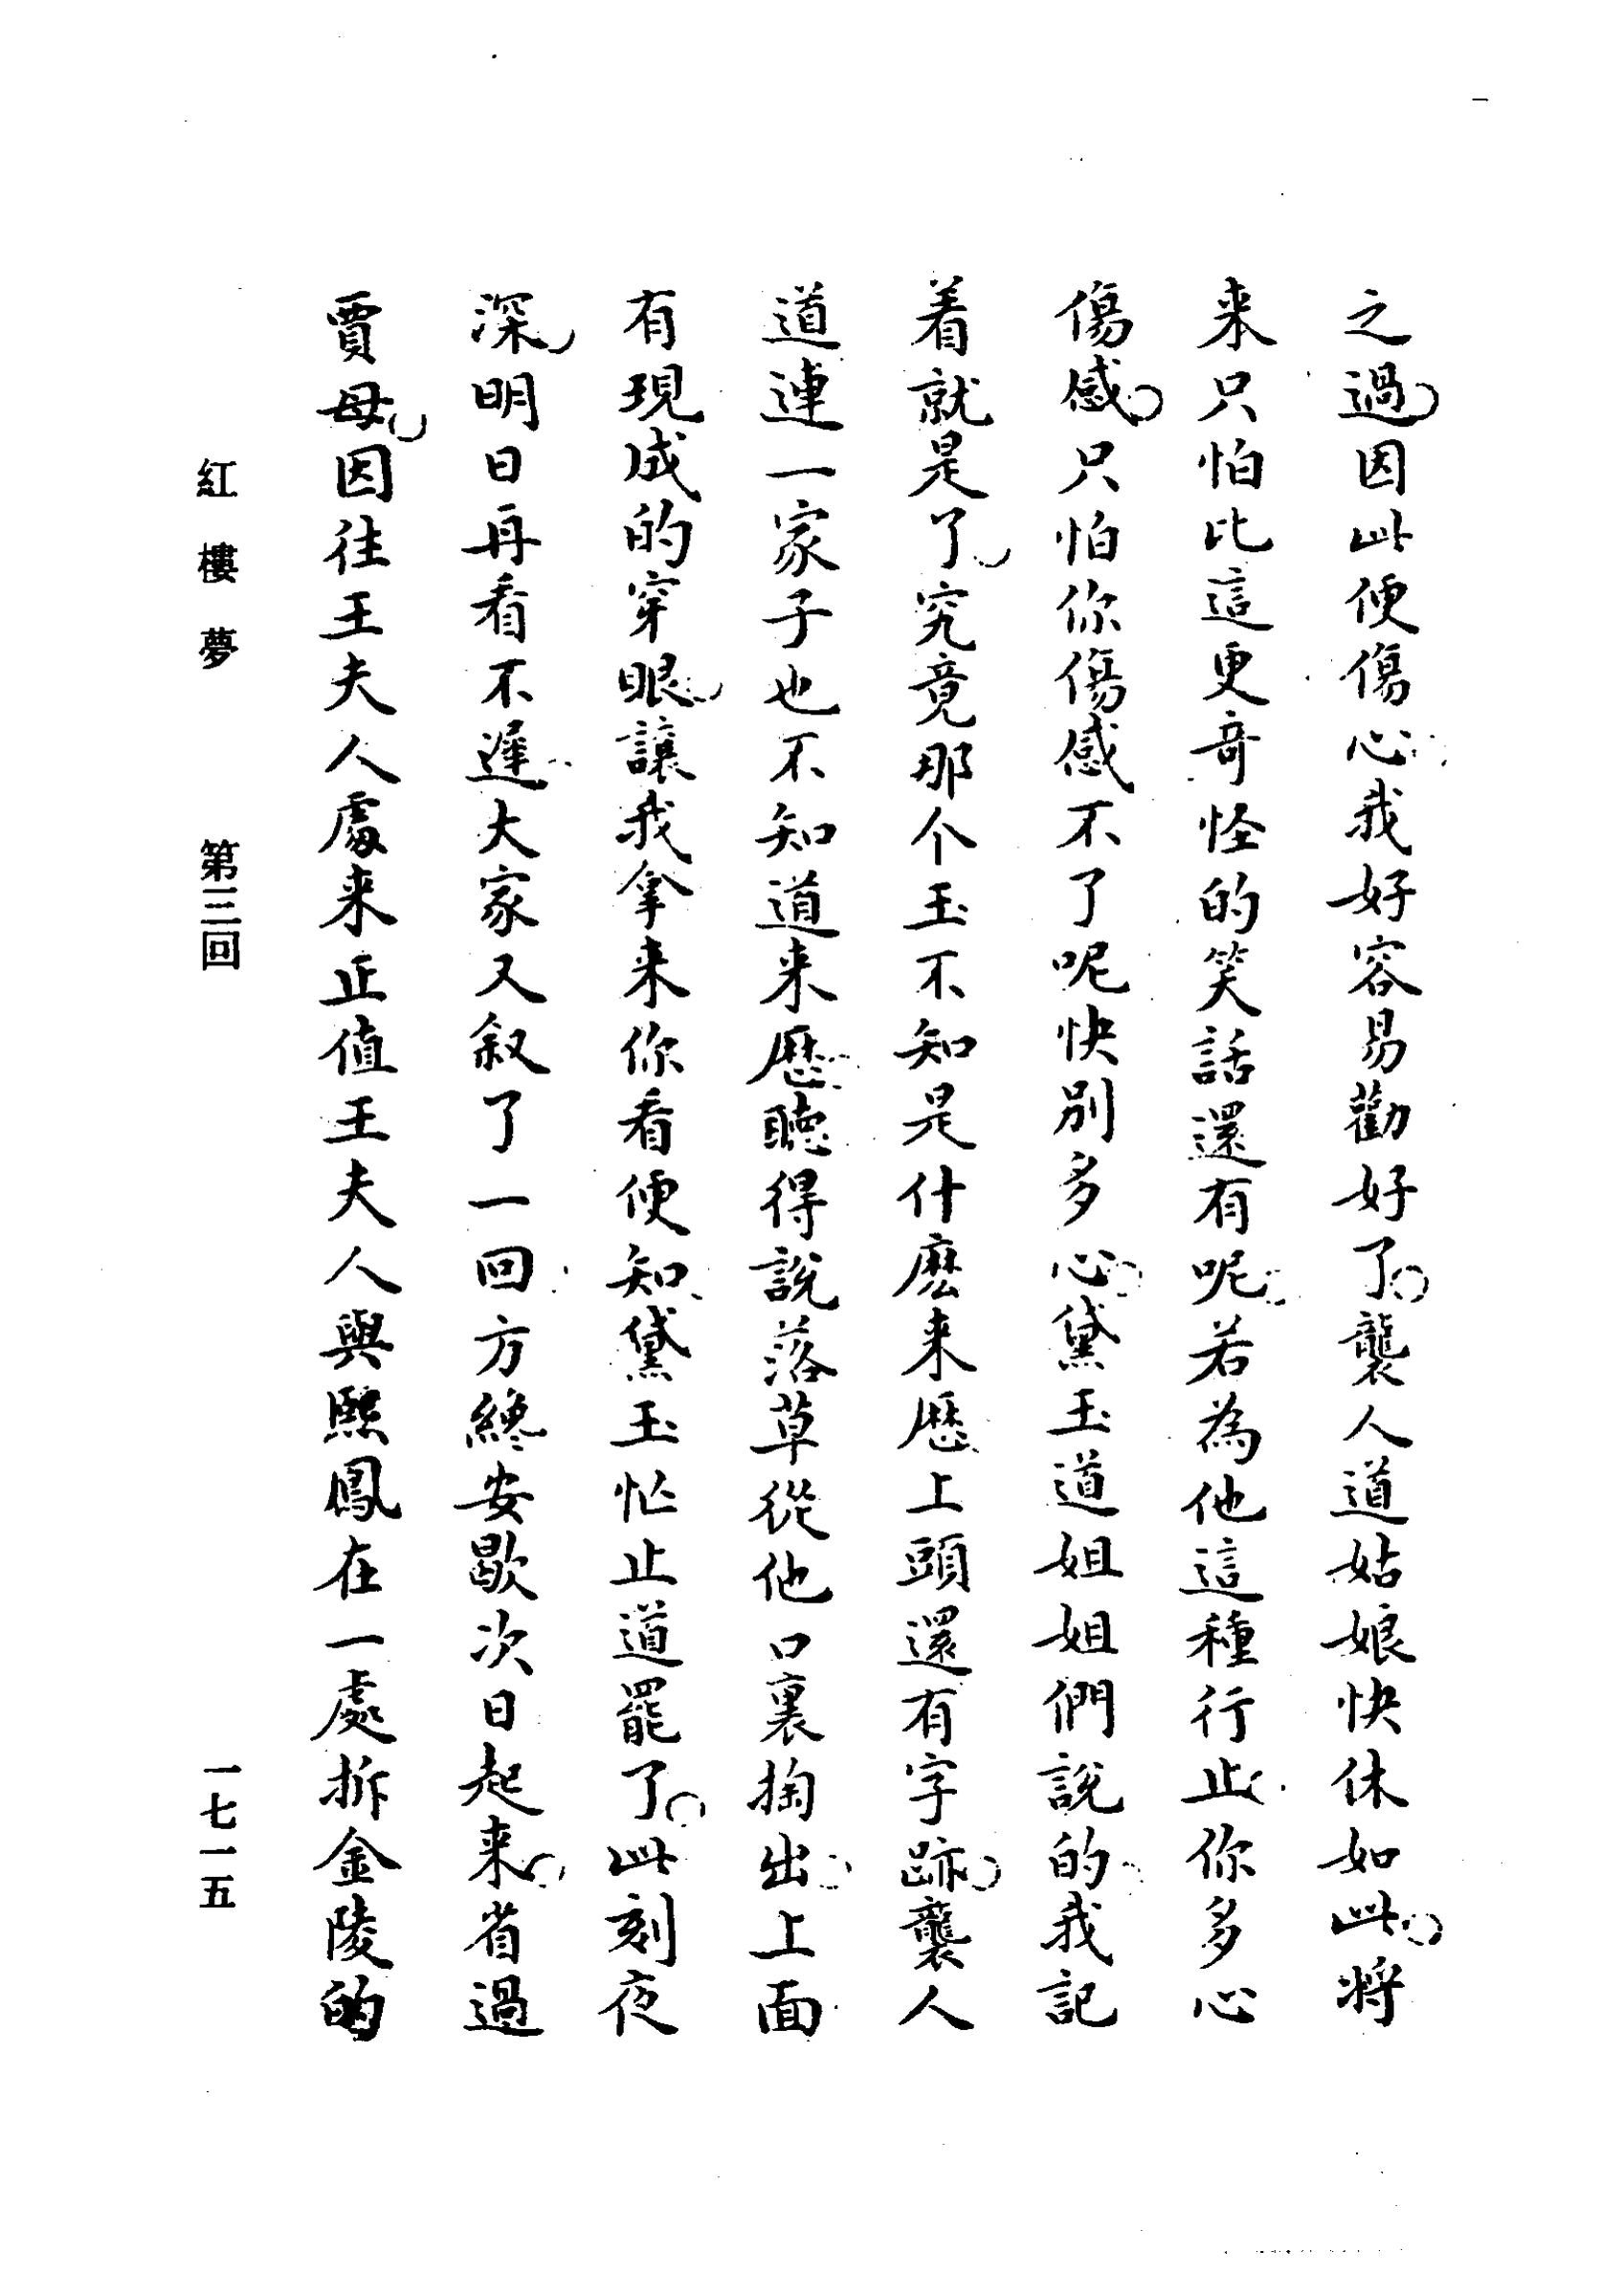 之過因此便傷心我好容易勸好了襲人道姑娘快休如此將
来只怕比這更竒怪的笑話還有呢若為他這種行止你多心
傷感只怕你傷感不了呢快别多心黛玉道姐姐們說的我記
着就是了究竟那个玉不知是什麽来歷上頭還有字跡襲人
道連一家子也不知道来歷聽得說落草從他口裏掏出上面
有現成的穿眼讓我拿来你看便知黛玉忙止道罷了此刻夜
深明日再看不遲大家又叙了一回方纔安歇次日起来省過
賈母因往王夫人處来正值王夫人與熙鳳在一處拆金陵的
紅樓夢 第三回 一七一五